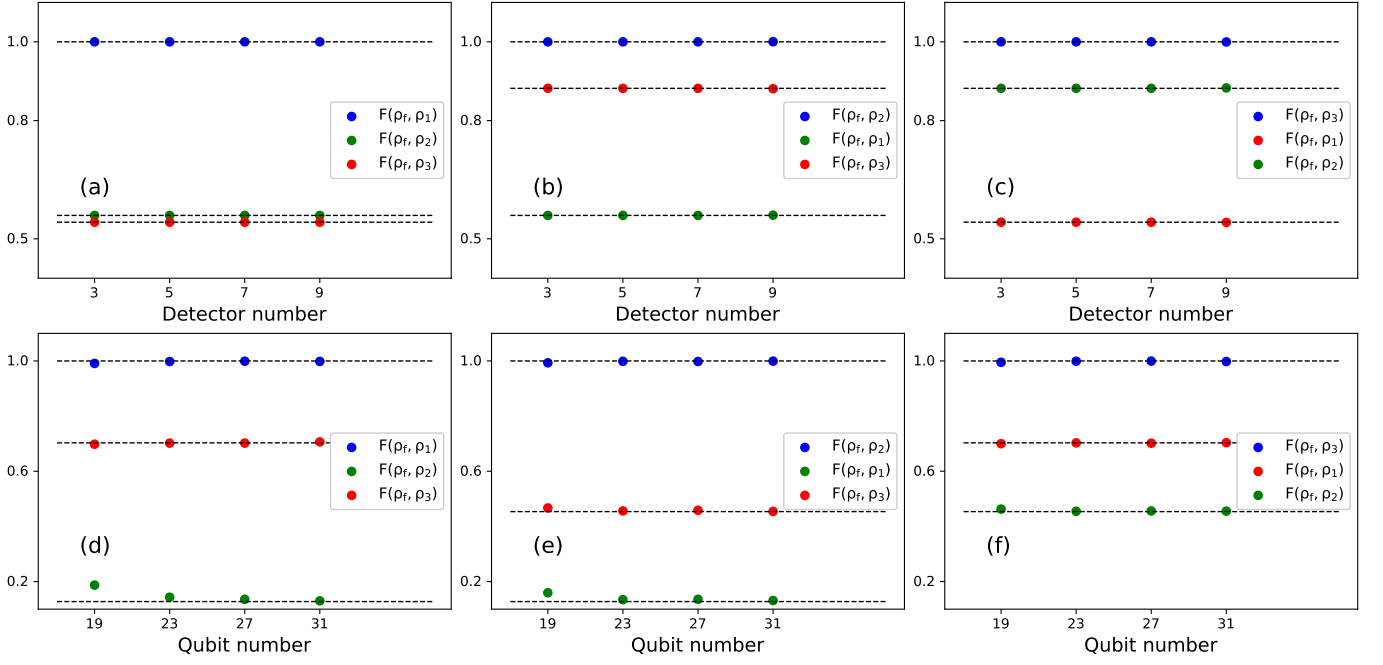 1.0
0.8
0.5
(a)
F(ρf, ρ1)
F(ρf, ρ2)
F(ρf, ρ3)
3 5 7 9
Detector number
1.0
0.8
0.5
(b)
F(ρf, ρ2)
F(ρf, ρ1)
F(ρf, ρ3)
3 5 7 9
Detector number
1.0
0.8
0.5
(c)
F(ρf, ρ3)
F(ρf, ρ1)
F(ρf, ρ2)
3 5 7 9
Detector number
1.0
0.6
0.2
(d)
F(ρf, ρ1)
F(ρf, ρ2)
F(ρf, ρ3)
19 23 27 31
Qubit number
1.0
0.6
0.2
(e)
F(ρf, ρ2)
F(ρf, ρ1)
F(ρf, ρ3)
19 23 27 31
Qubit number
1.0
0.6
0.2
(f)
F(ρf, ρ3)
F(ρf, ρ1)
F(ρf, ρ2)
19 23 27 31
Qubit number